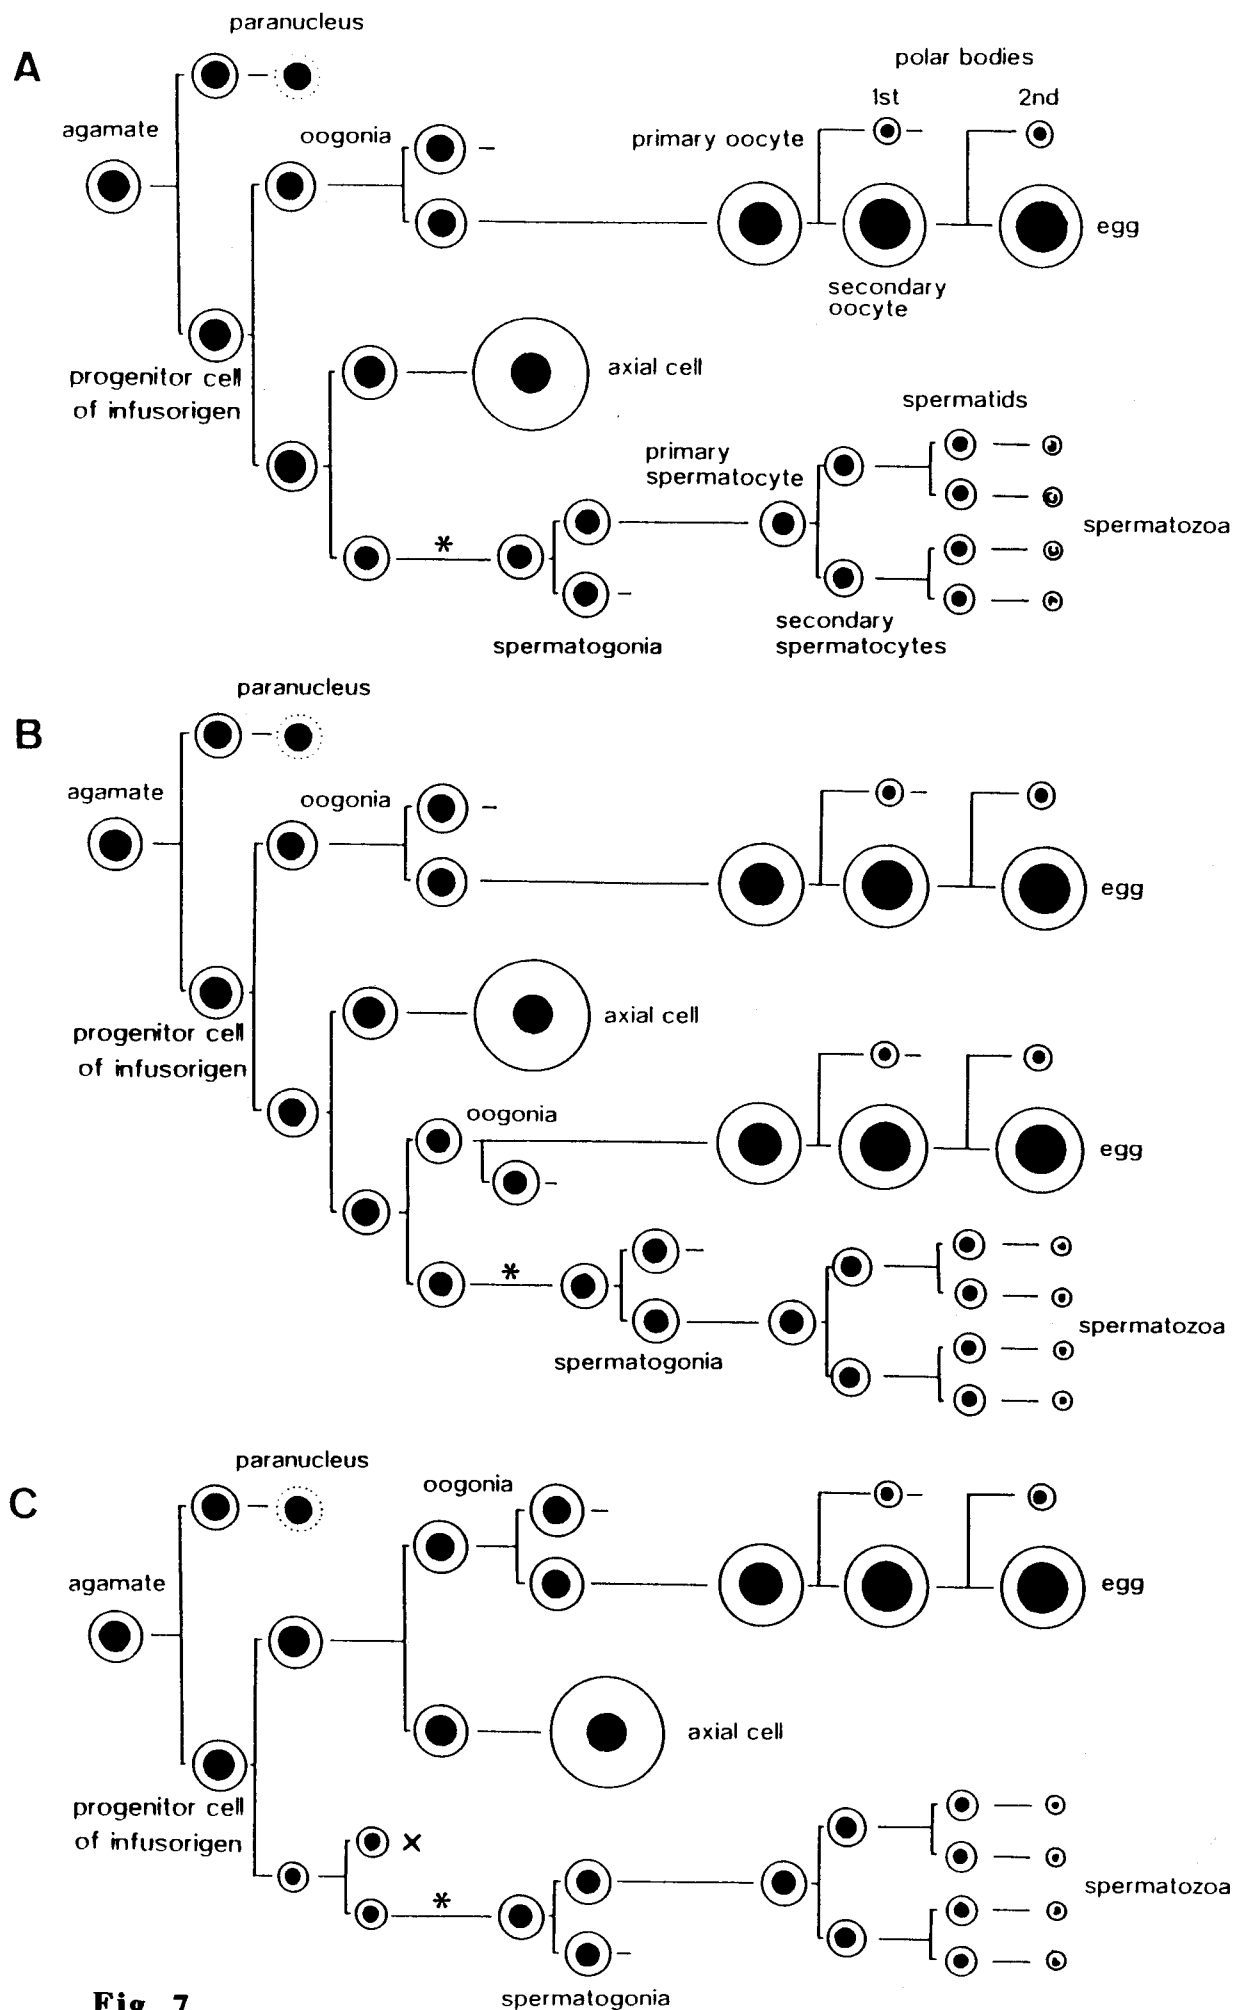 A
paranucleus
polar bodies
1st
2nd
agamate
oogonia
primary oocyte
egg
secondary
oocyte
progenitor cell
of infusorigen
axial cell
spermatids
primary
spermatocyte
*
spermatozoa
secondary
spermatocytes
spermatogonia
B
paranucleus
agamate
oogonia
egg
axial cell
progenitor cell
of infusorigen
oogonia
egg
*
spermatozoa
spermatogonia
C
paranucleus
oogonia
agamate
egg
axial cell
progenitor cell
of infusorigen
x
*
spermatozoa
spermatogonia
Fig. 7